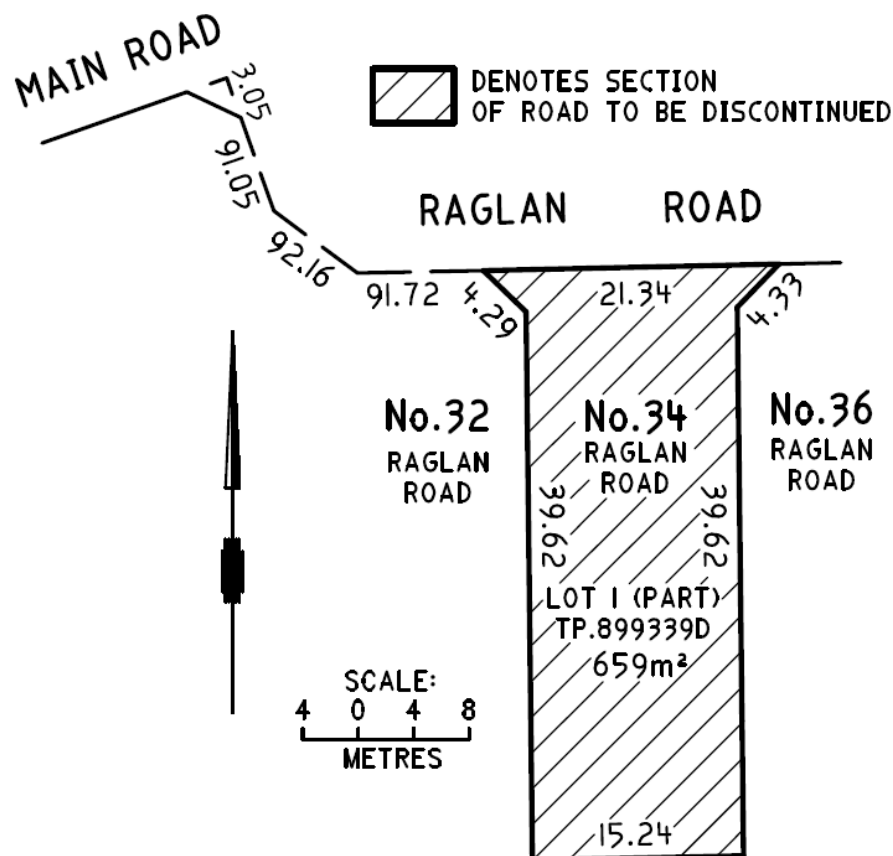 MAIN ROAD
3.05
DENOTES SECTION
OF ROAD TO BE DISCONTINUED
91.05
RAGLAN ROAD
92.16
91.72
4.29
21.34
4.33
No.32
RAGLAN
ROAD
No.34
RAGLAN
ROAD
No.36
RAGLAN
ROAD
39.62
39.62
LOT 1 (PART)
TP.899339D
659m²
SCALE:
4 0 4 8
METRES
15.24